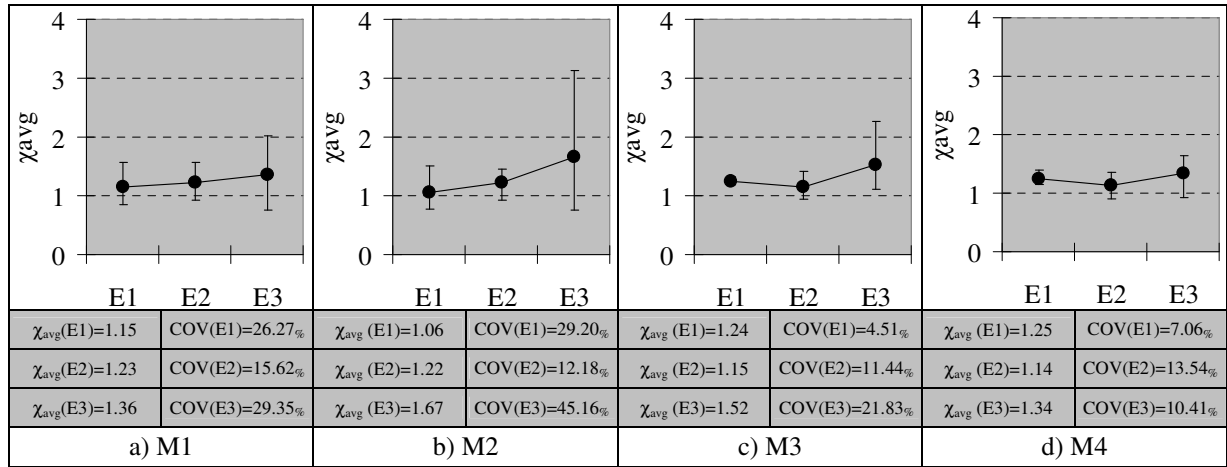 4
3
2
1
0
χavg
E1 E2 E3
4
3
2
1
0
χavg
E1 E2 E3
4
3
2
1
0
χavg
E1 E2 E3
4
3
2
1
0
χavg
E1 E2 E3
χavg(E1)=1.15 COV(E1)=26.27% χavg (E1)=1.06 COV(E1)=29.20% χavg (E1)=1.24 COV(E1)=4.51% χavg (E1)=1.25 COV(E1)=7.06%
χavg(E2)=1.23 COV(E2)=15.62% χavg (E2)=1.22 COV(E2)=12.18% χavg (E2)=1.15 COV(E2)=11.44% χavg (E2)=1.14 COV(E2)=13.54%
χavg(E3)=1.36 COV(E3)=29.35% χavg (E3)=1.67 COV(E3)=45.16% χavg (E3)=1.52 COV(E3)=21.83% χavg (E3)=1.34 COV(E3)=10.41%
a) M1 b) M2 c) M3 d) M4